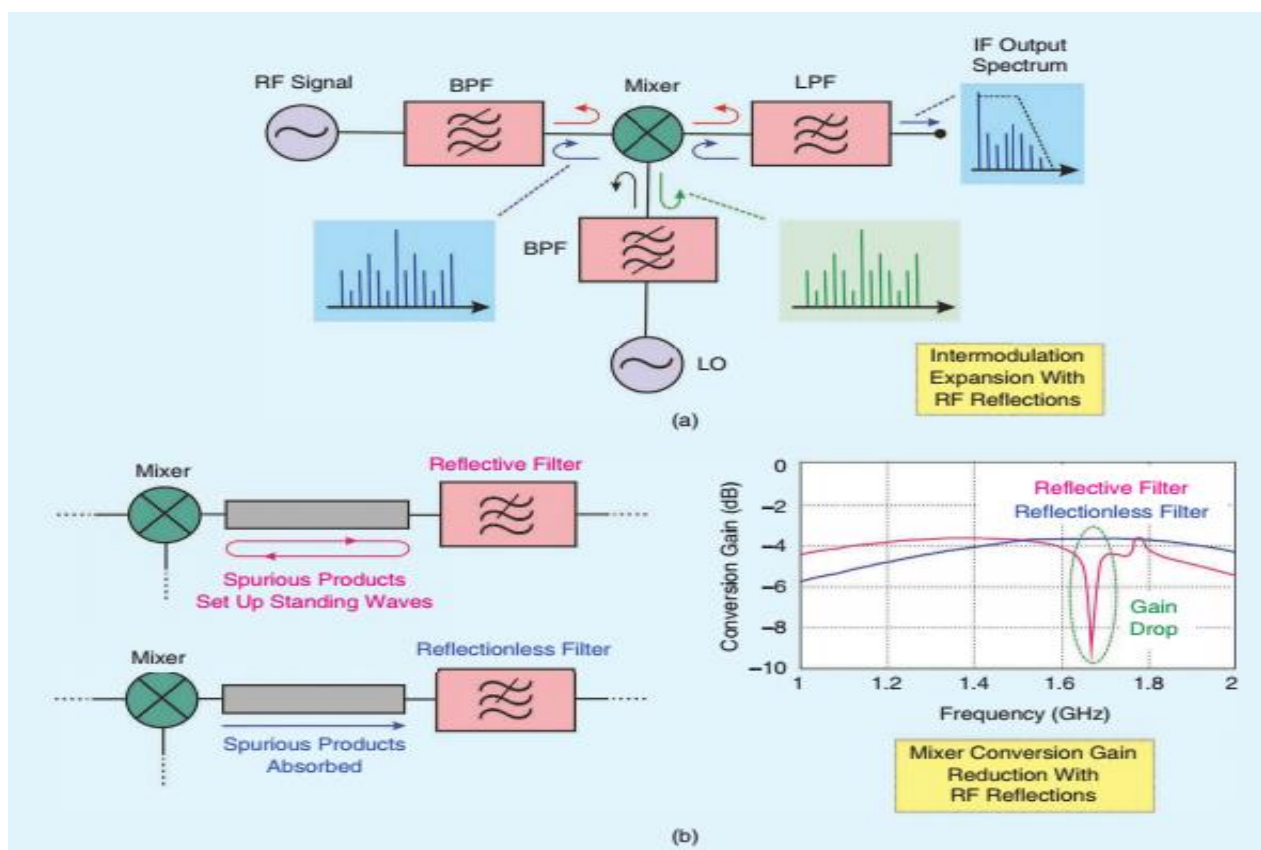 IF Output
Spectrum
RF Signal
BPF
Mixer
LPF
BPF
LO
Intermodulation
Expansion With
RF Reflections
(a)
Mixer
Reflective Filter
Spurious Products
Set Up Standing Waves
Mixer
Reflectionless Filter
Spurious Products
Absorbed
Conversion Gain (dB)
0
–2
–4
–6
–8
–10
Reflective Filter
Reflectionless Filter
Gain
Drop
1
1.2
1.4
1.6
1.8
2
Frequency (GHz)
Mixer Conversion Gain
Reduction With
RF Reflections
(b)